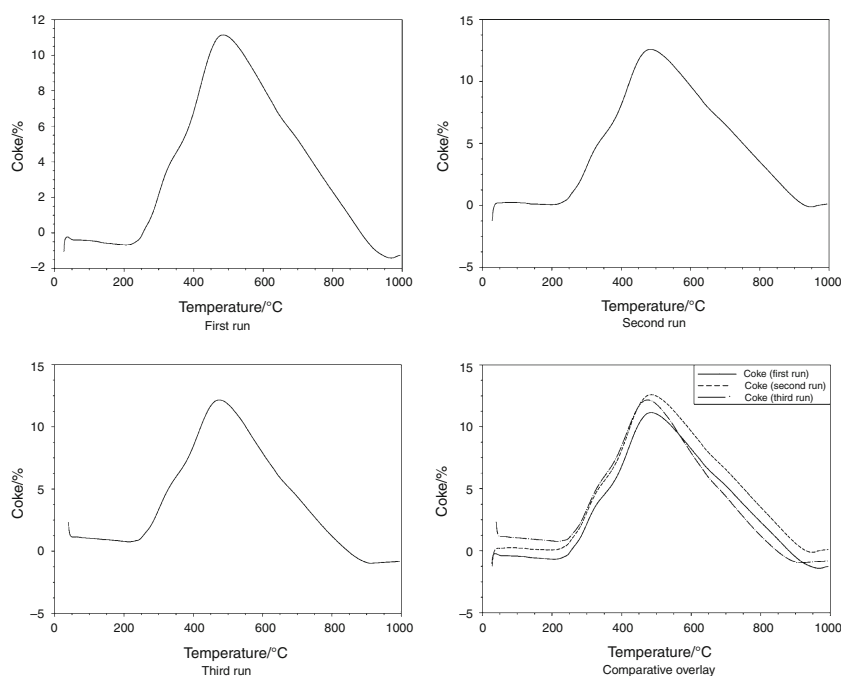 12
10
8
6
4
2
0
–2
Coke/%
0 200 400 600 800 1000
Temperature/°C
First run
15
10
5
0
–5
Coke/%
0 200 400 600 800 1000
Temperature/°C
Second run
15
10
5
0
–5
Coke/%
0 200 400 600 800 1000
Temperature/°C
Third run
15
10
5
0
–5
Coke/%
Coke (first run)
Coke (second run)
Coke (third run)
0 200 400 600 800 1000
Temperature/°C
Comparative overlay